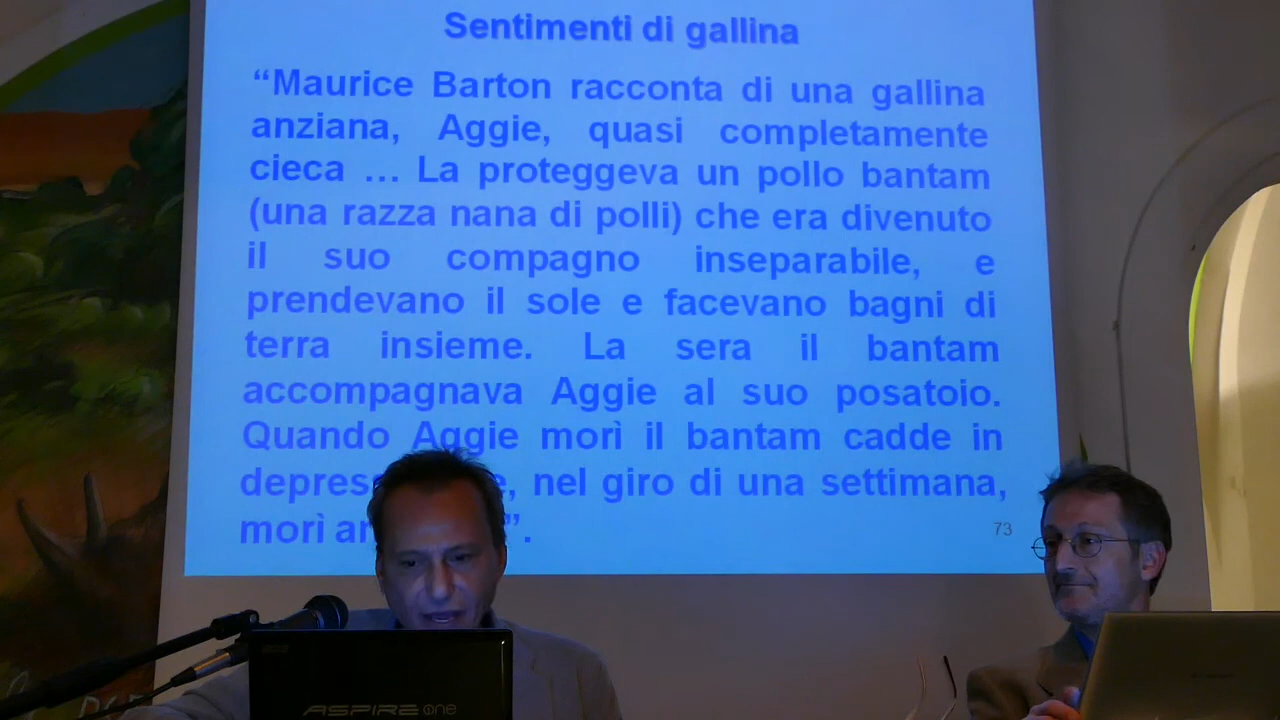 Sentimenti di gallina
“Maurice Barton racconta di una gallina
anziana, Aggie, quasi completamente
cieca … La proteggeva un pollo bantam
(una razza nana di polli) che era divenuto
il suo compagno inseparabile, e
prendevano il sole e facevano bagni di
terra insieme. La sera il bantam
accompagnava Aggie al suo posatoio.
Quando Aggie morì il bantam cadde in
nel giro di una settimana,
morì
73
ASPIRE one